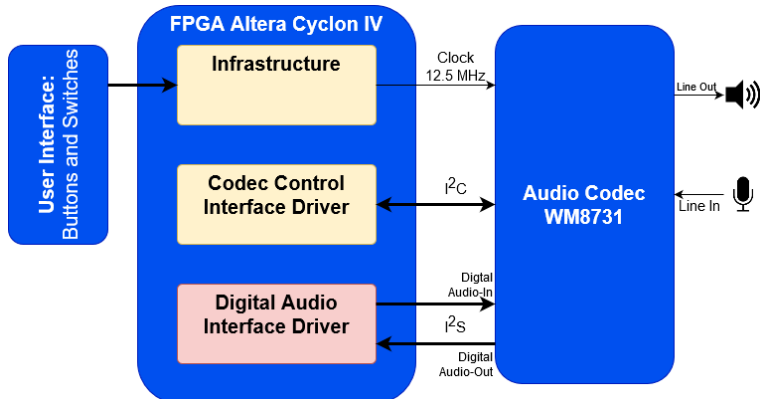 FPGA Altera Cyclon IV
User Interface:
Buttons and Switches
Infrastructure
Clock
12.5 MHz
Line Out
Codec Control
Interface Driver
I²C
Audio Codec
WM8731
Line In
Digital Audio
Interface Driver
Digtal
Audio-In
I²S
Digital
Audio-Out